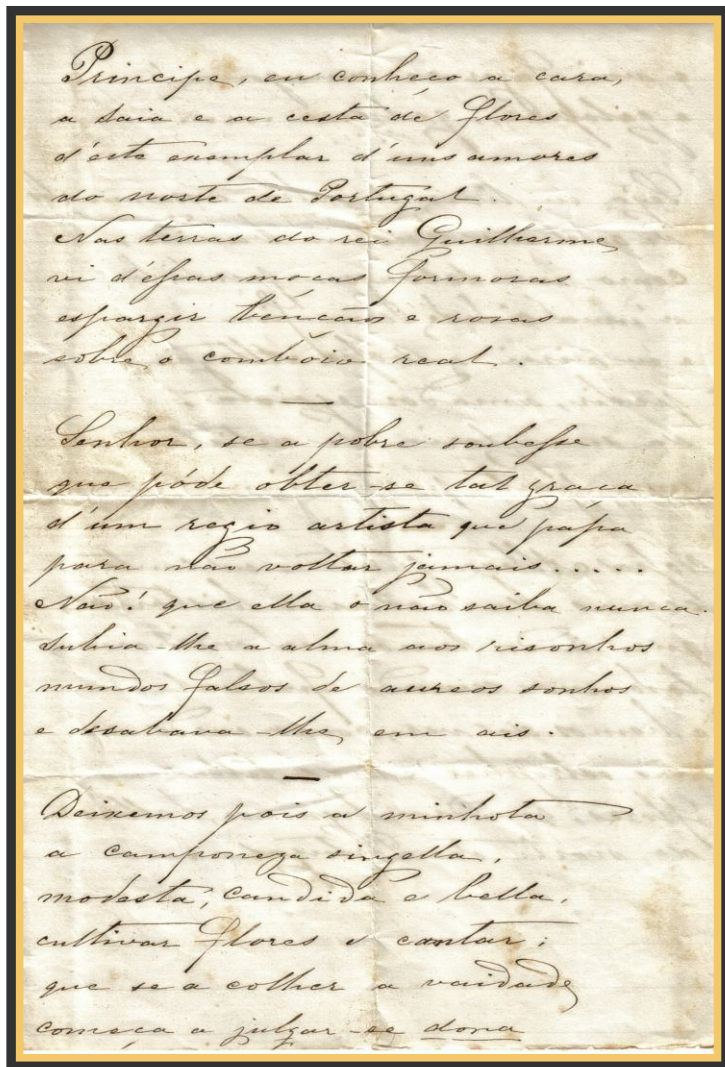 Principe, eu conheço a cara,
a saia e a cesta de flores
d'este exemplar d'uns amores
do norte de Portugal.
Nas terras do rei Guilherme
vi d'essas moças formosas
espargir bençãos e rosas
sobre o combóio real.
Senhor, se a pobre soubesse
que póde obter-se tal graça
d'um regio artista que passa
para não voltar jamais.....
Não! que ella o não saiba nunca.
Subia-lhe a alma aos risonhos
mundos falsos de aureos sonhos
e desabava-lhe em ais.
Deixemos pois a minhota
a camponeza singella,
modesta, candida e bella,
cultivar flores e cantar;
que se a colher a vaidade
começa a julgar-se dona